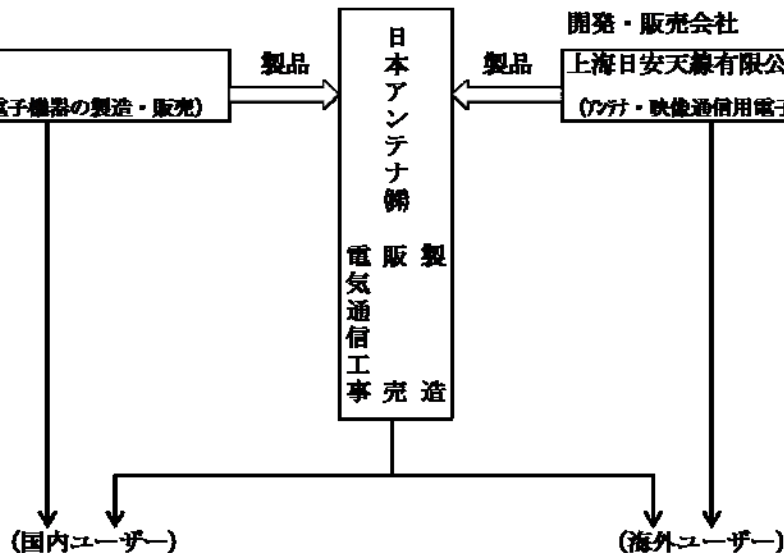 開発・販売会社
製品
製品
上海日安天線有限公
電子機器の製造・販売)
(アンテナ・映像通信用電子
日本アンテナ㈱
製造
販売
電気通信工事
(国内ユーザー)
(海外ユーザー)